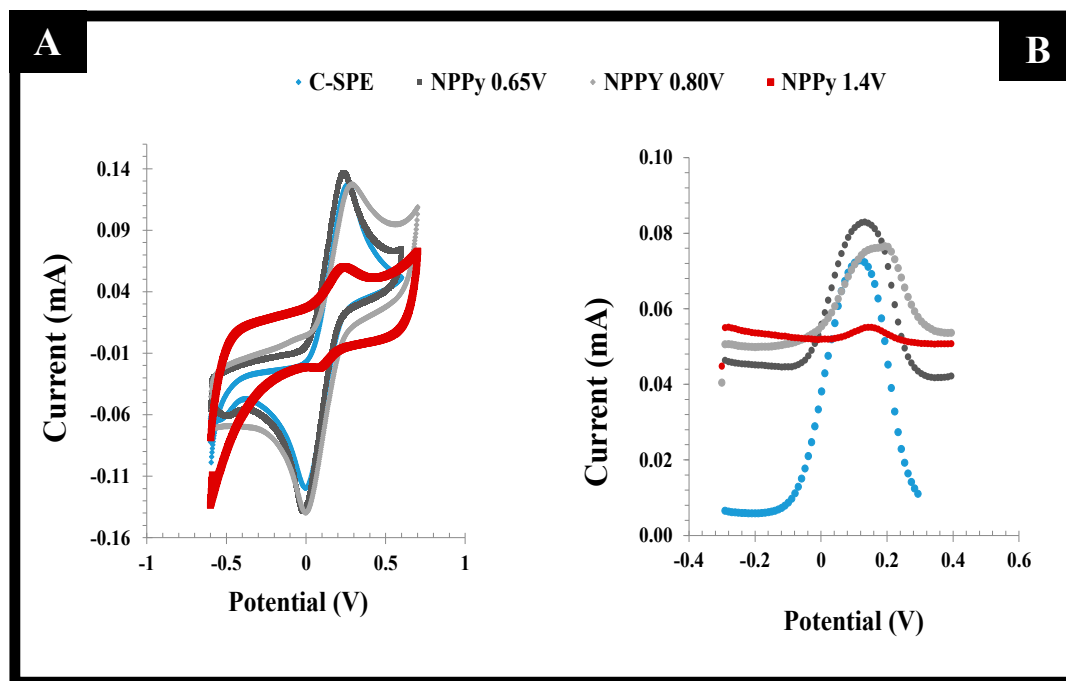 A
B
C-SPE NPPy 0.65V NPPY 0.80V NPPy 1.4V
Current (mA)
0.14
0.09
0.04
-0.01
-0.06
-0.11
-0.16
-1 -0.5 0 0.5 1
Potential (V)
Current (mA)
0.10
0.08
0.06
0.04
0.02
0.00
-0.4 -0.2 0 0.2 0.4 0.6
Potential (V)